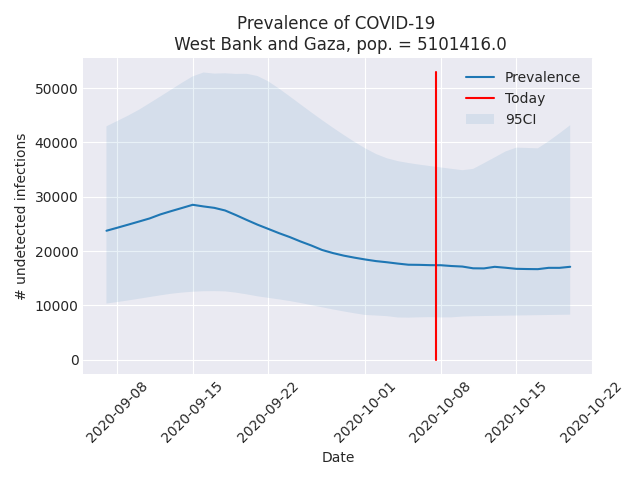 Prevalence of COVID-19
West Bank and Gaza, pop. = 5101416.0
Prevalence
Today
95CI
# undetected infections
50000
40000
30000
20000
10000
0
2020-09-08
2020-09-15
2020-09-22
2020-10-01
2020-10-08
2020-10-15
2020-10-22
Date